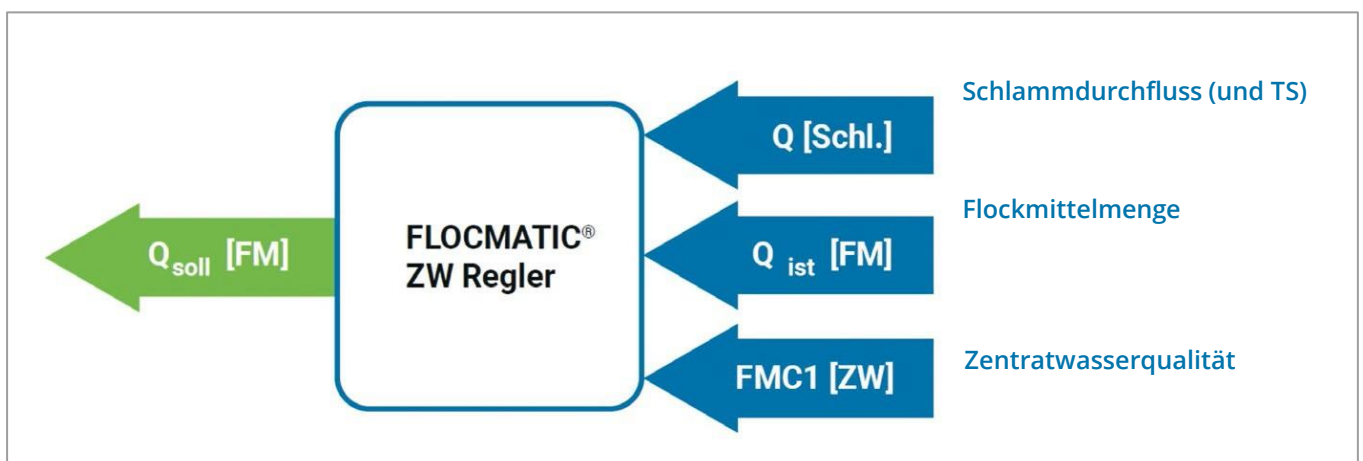 Schlammdurchfluss (und TS)
Q [Schl.]
Flockmittelmenge
Qsoll [FM]
FLOCMATIC®
ZW Regler
Q ist [FM]
Zentratwasserqualität
FMC1 [ZW]